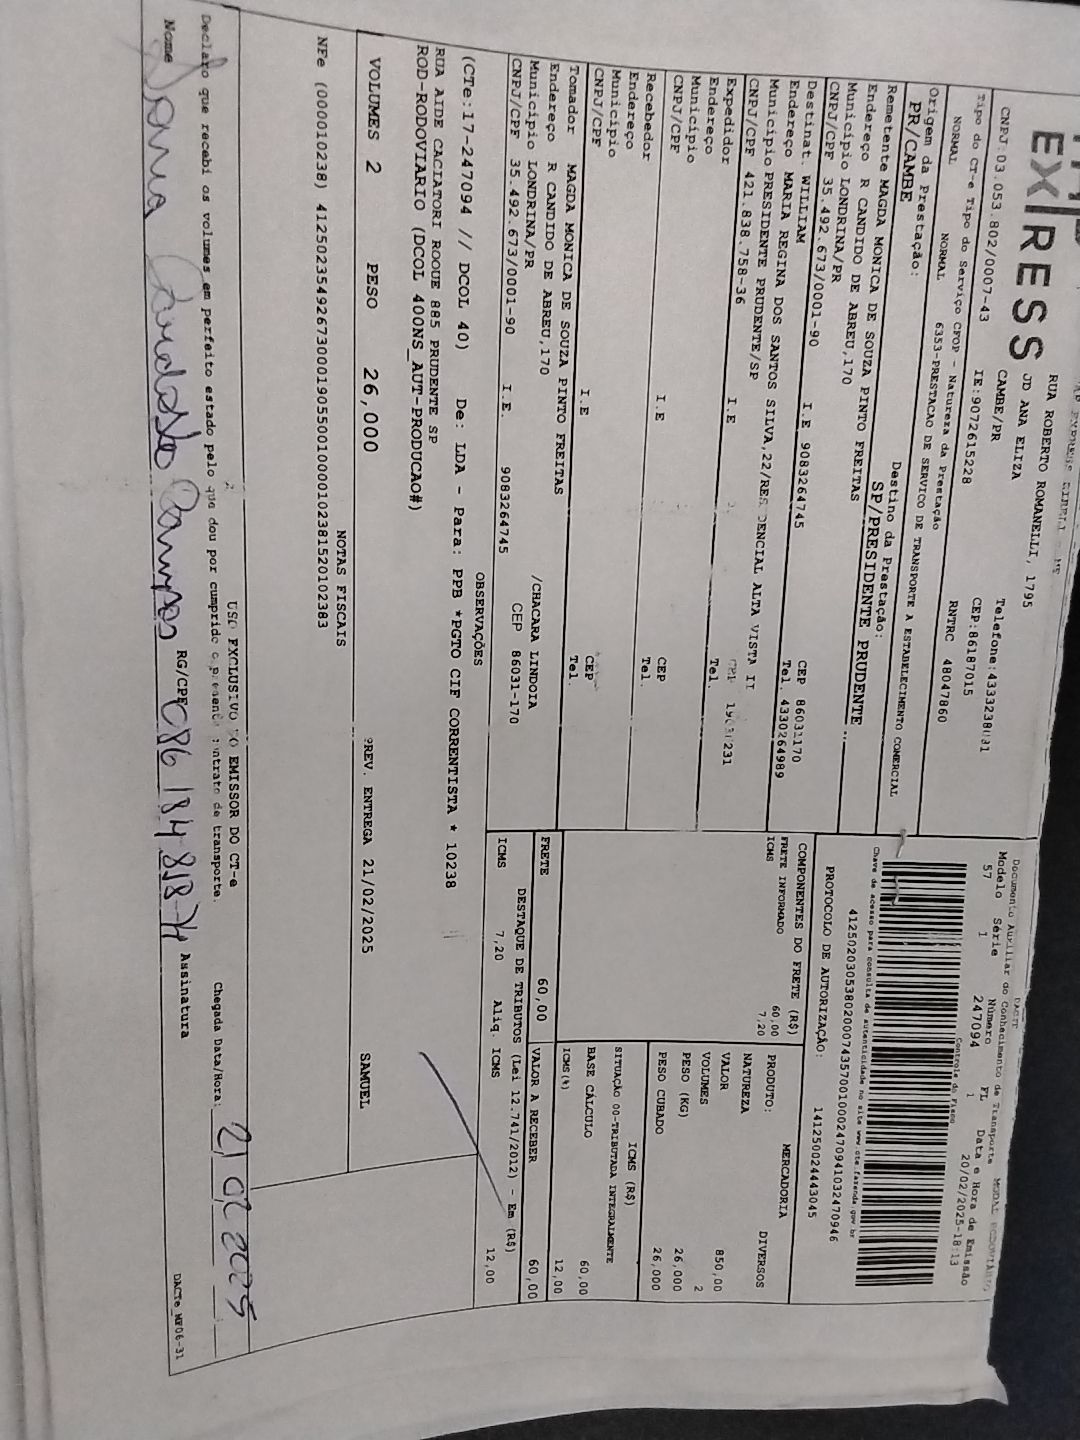 EX|RESS
RUA ROBERTO ROMANELLI, 1795
JD ANA ELIZA
CAMBE/PR
CNPJ:03.053.802/0007-43
IE:9072615228
CEP:86187015
Tipo do CT-e Tipo do Serviço CFOP - Natureza da Prestação
RNTRC 48047860
NORMAL NORMAL 6353-PRESTACAO DE SERVICO DE TRANSPORTE A ESTABELECIMENTO COMERCIAL
Origem da Prestação:
Destino da Prestação:
PR/CAMBE
SP/PRESIDENTE PRUDENTE
Documento Auxiliar do Conhecimento de Transporte
Modelo Série Número FL Data e Hora de Emissão
57 1 247094 1 20/02/2025-18:13
Controle do Fisco
Chave de acesso para consulta de autenticidade no site www.cte.fazenda.gov.br
41250203053802000743570010002470941032470946
PROTOCOLO DE AUTORIZAÇÃO: 141250024443045
Remetente MAGDA MONICA DE SOUZA PINTO FREITAS
Endereço R CANDIDO DE ABREU,170
Município LONDRINA/PR CEP 86031170
CNPJ/CPF 35.492.673/0001-90 I.E 9083264745 Tel. 4330264989
Destinat. WILLIAM
Endereço MARIA REGINA DOS SANTOS SILVA,22/
Município PRESIDENTE PRUDENTE/SP
CNPJ/CPF 421.838.758-36 I.E Tel.
Expedidor
Endereço
Município CEP
CNPJ/CPF I.E Tel.
Recebedor
Endereço
Município CEP
CNPJ/CPF I.E Tel.
Tomador MAGDA MONICA DE SOUZA PINTO FREITAS
Endereço R CANDIDO DE ABREU,170 /CHACARA LINDOIA
Município LONDRINA/PR CEP 86031-170
CNPJ/CPF 35.492.673/0001-90 I.E. 9083264745
COMPONENTES DO FRETE (R$)
FRETE INFORMADO 60,00
ICMS 7,20
PRODUTO: MERCADORIA
NATUREZA DIVERSOS
VALOR 850,00
VOLUMES 2
PESO (KG) 26,000
PESO CUBADO 26,000
ICMS (R$)
SITUAÇÃO 00-TRIBUTADA INTEGRALMENTE
BASE CÁLCULO 60,00
ICMS(%) 12,00
FRETE 60,00 VALOR A RECEBER 60,00
DESTAQUE DE TRIBUTOS (Lei 12.741/2012) - Em (R$)
ICMS 7,20 Aliq. ICMS 12,00
OBSERVAÇÕES
(CTe:17-247094 // DCOL 40) De: LDA - Para: PPB *PGTO CIF CORRENTISTA * 10238
RUA AIDE CACIATORI ROQUE 885 PRUDENTE SP
ROD-RODOVIARIO (DCOL 400NS_AUT-PRODUCAO#)
VOLUMES 2 PESO 26,000 PREV. ENTREGA 21/02/2025 SAMUEL
NOTAS FISCAIS
NFe (000010238) 41250235492673000190550010000102381520102383
USO EXCLUSIVO DO EMISSOR DO CT-e
Declaro que recebi os volumes em perfeito estado pelo que dou por cumprido o presente contrato de transporte.
Chegada Data/Hora: 21 02 2025
Nome RG/CPF 086 184 818-74 Assinatura
DACTe_MF06-31